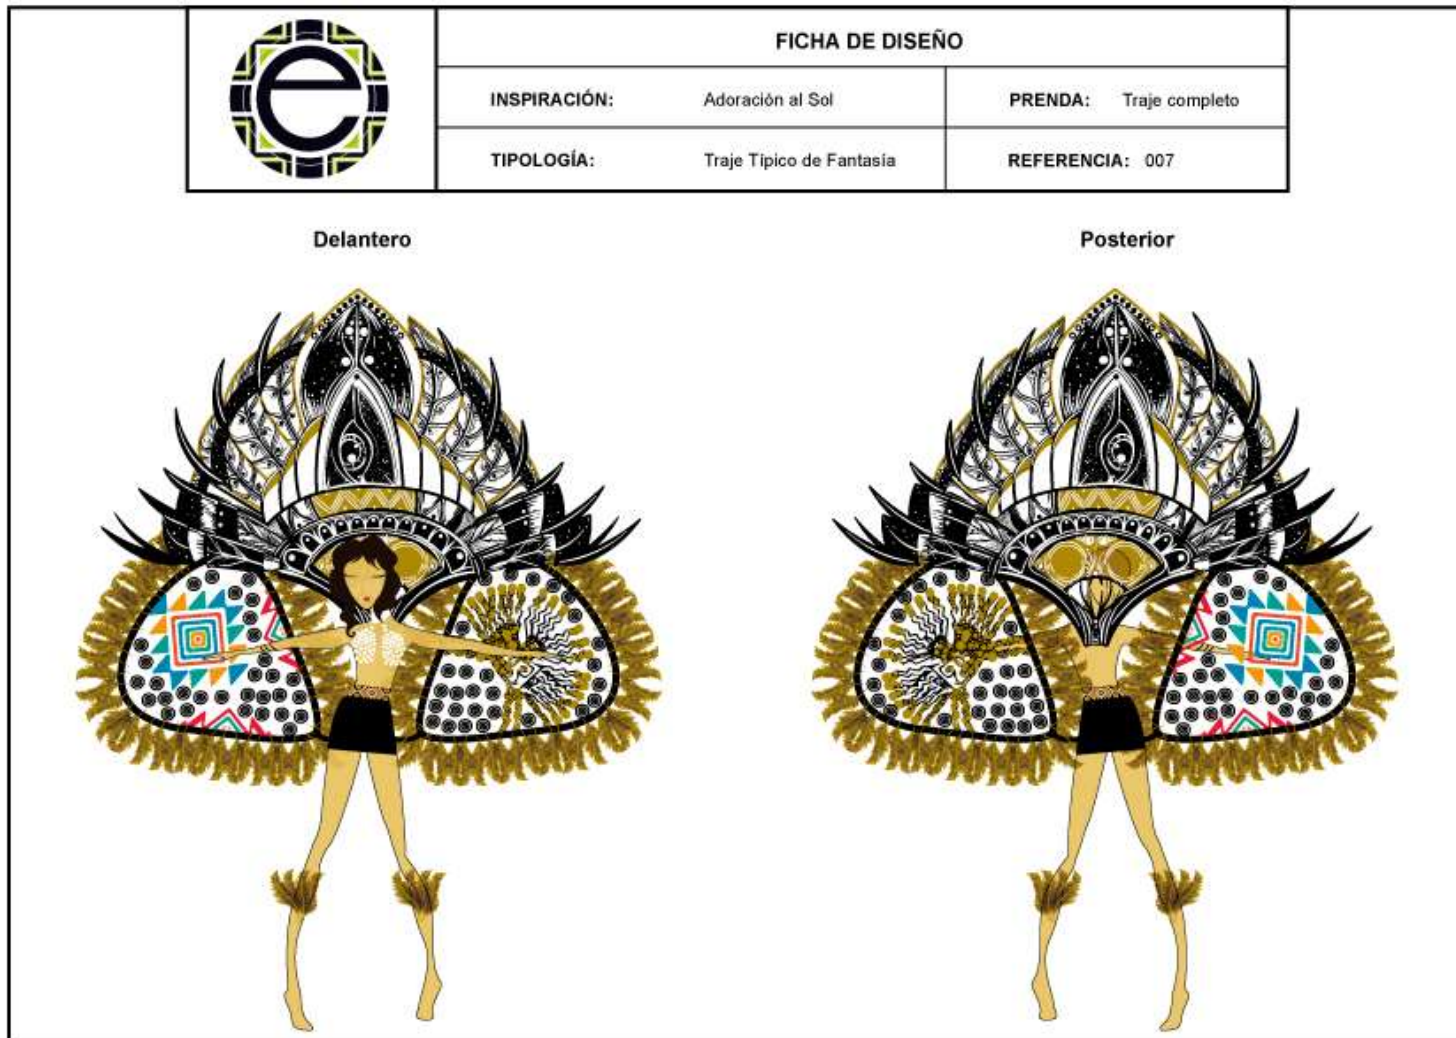 e
FICHA DE DISEÑO
INSPIRACIÓN: Adoración al Sol PRENDA: Traje completo
TIPOLOGÍA: Traje Típico de Fantasía REFERENCIA: 007
Delantero Posterior